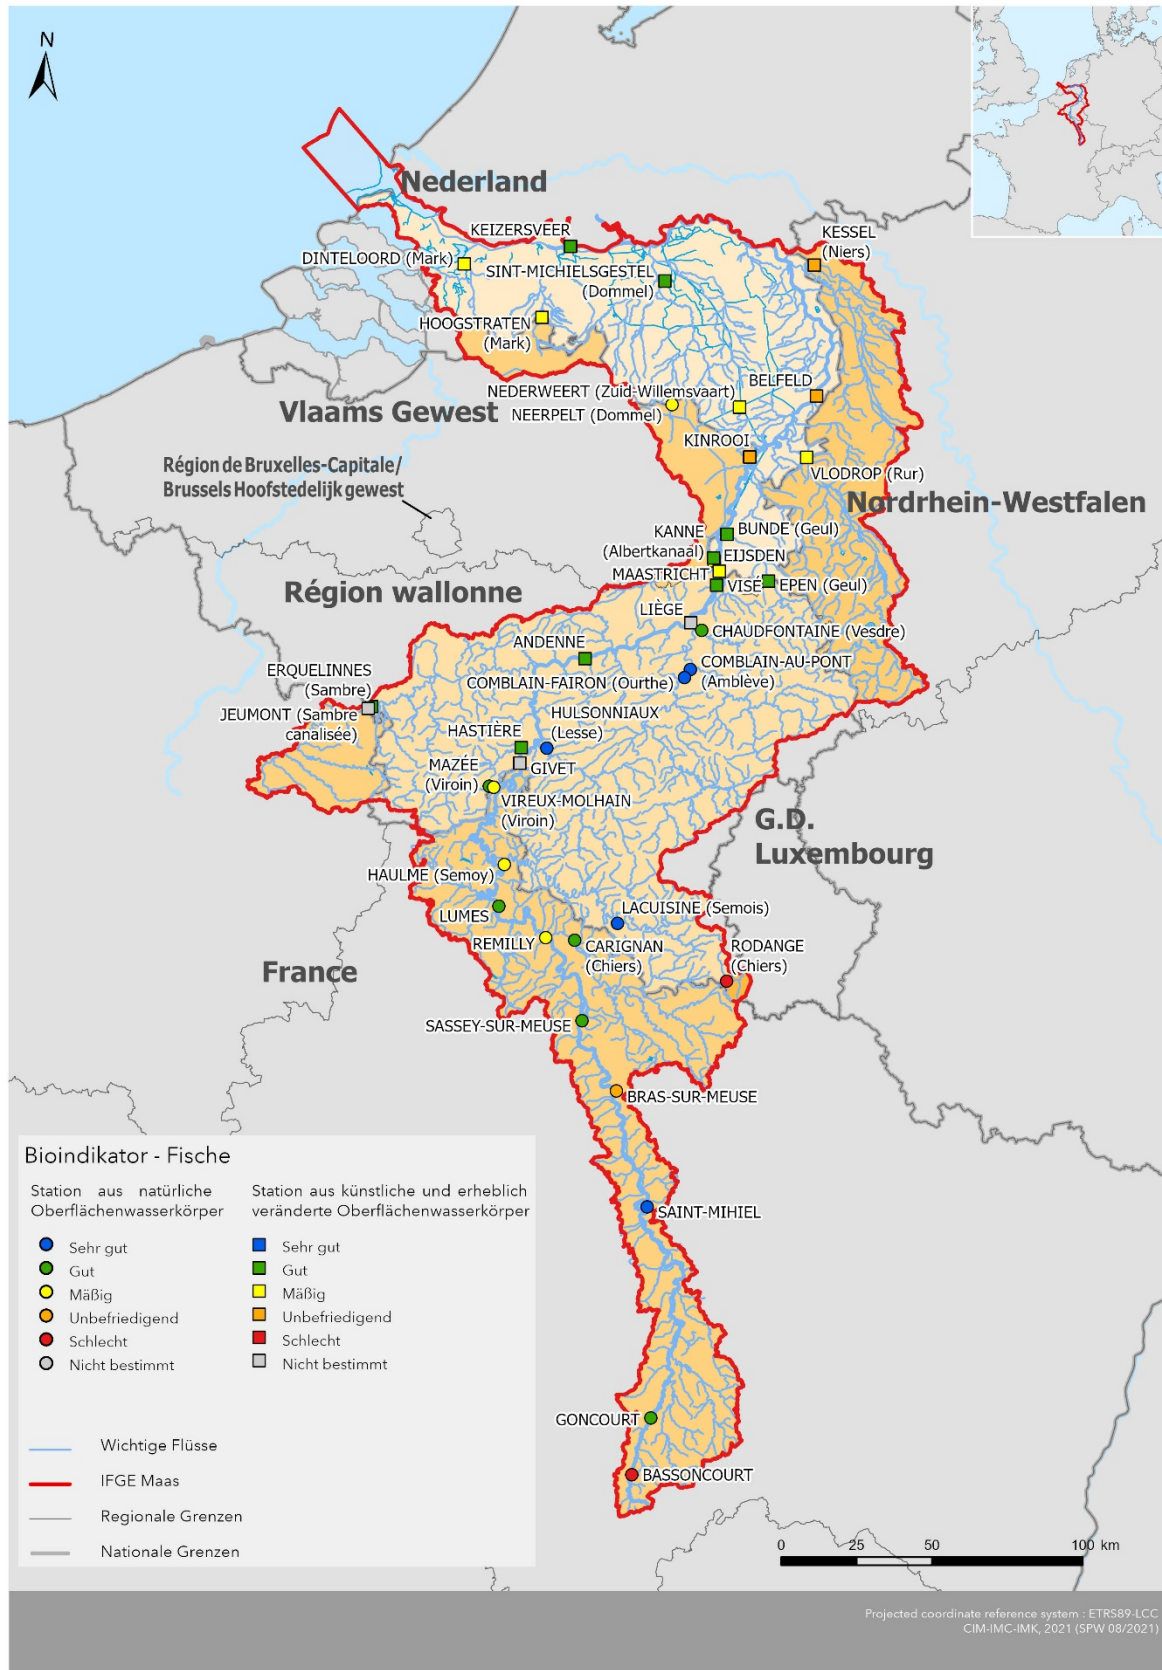 N
Nederland
KEIZERSVEER
KESSEL
(Niers)
DINTELOORD (Mark)
SINT-MICHIELSGESTEL
(Dommel)
HOOGSTRATEN
(Mark)
BELFELD
NEDERWEERT (Zuid-Willemsvaart)
NEERPELT (Dommel)
Vlaams Gewest
KINROOI
VLODROP (Rur)
Région de Bruxelles-Capitale/
Brussels Hoofstedelijk gewest
Nordrhein-Westfalen
KANNE
(Albertkanaal)
BUNDE (Geul)
EIJSDEN
MAASTRICHT
VISÉ
EPEN (Geul)
Région wallonne
LIÈGE
CHAUDFONTAINE (Vesdre)
ANDENNE
COMBLAIN-AU-PONT
(Amblève)
COMBLAIN-FAIRON (Ourthe)
ERQUELINNES
(Sambre)
JEUMONT (Sambre
canalisée)
HULSONNIAUX
(Lesse)
HASTIÈRE
GIVET
MAZÉE
(Viroin)
VIREUX-MOLHAIN
(Viroin)
G.D.
Luxembourg
HAULME (Semoy)
LUMES
LACUISINE (Semois)
REMILLY
CARIGNAN
(Chiers)
RODANGE
(Chiers)
France
SASSEY-SUR-MEUSE
BRAS-SUR-MEUSE
SAINT-MIHIEL
GONCOURT
BASSONCOURT
Bioindikator - Fische
Station aus natürliche
Oberflächenwasserkörper
Sehr gut
Gut
Mäßig
Unbefriedigend
Schlecht
Nicht bestimmt
Station aus künstliche und erheblich
veränderte Oberflächenwasserkörper
Sehr gut
Gut
Mäßig
Unbefriedigend
Schlecht
Nicht bestimmt
Wichtige Flüsse
IFGE Maas
Regionale Grenzen
Nationale Grenzen
0 25 50 100 km
Projected coordinate reference system : ETRS89-LCC
CIM-IMC-IMK, 2021 (SPW 08/2021)